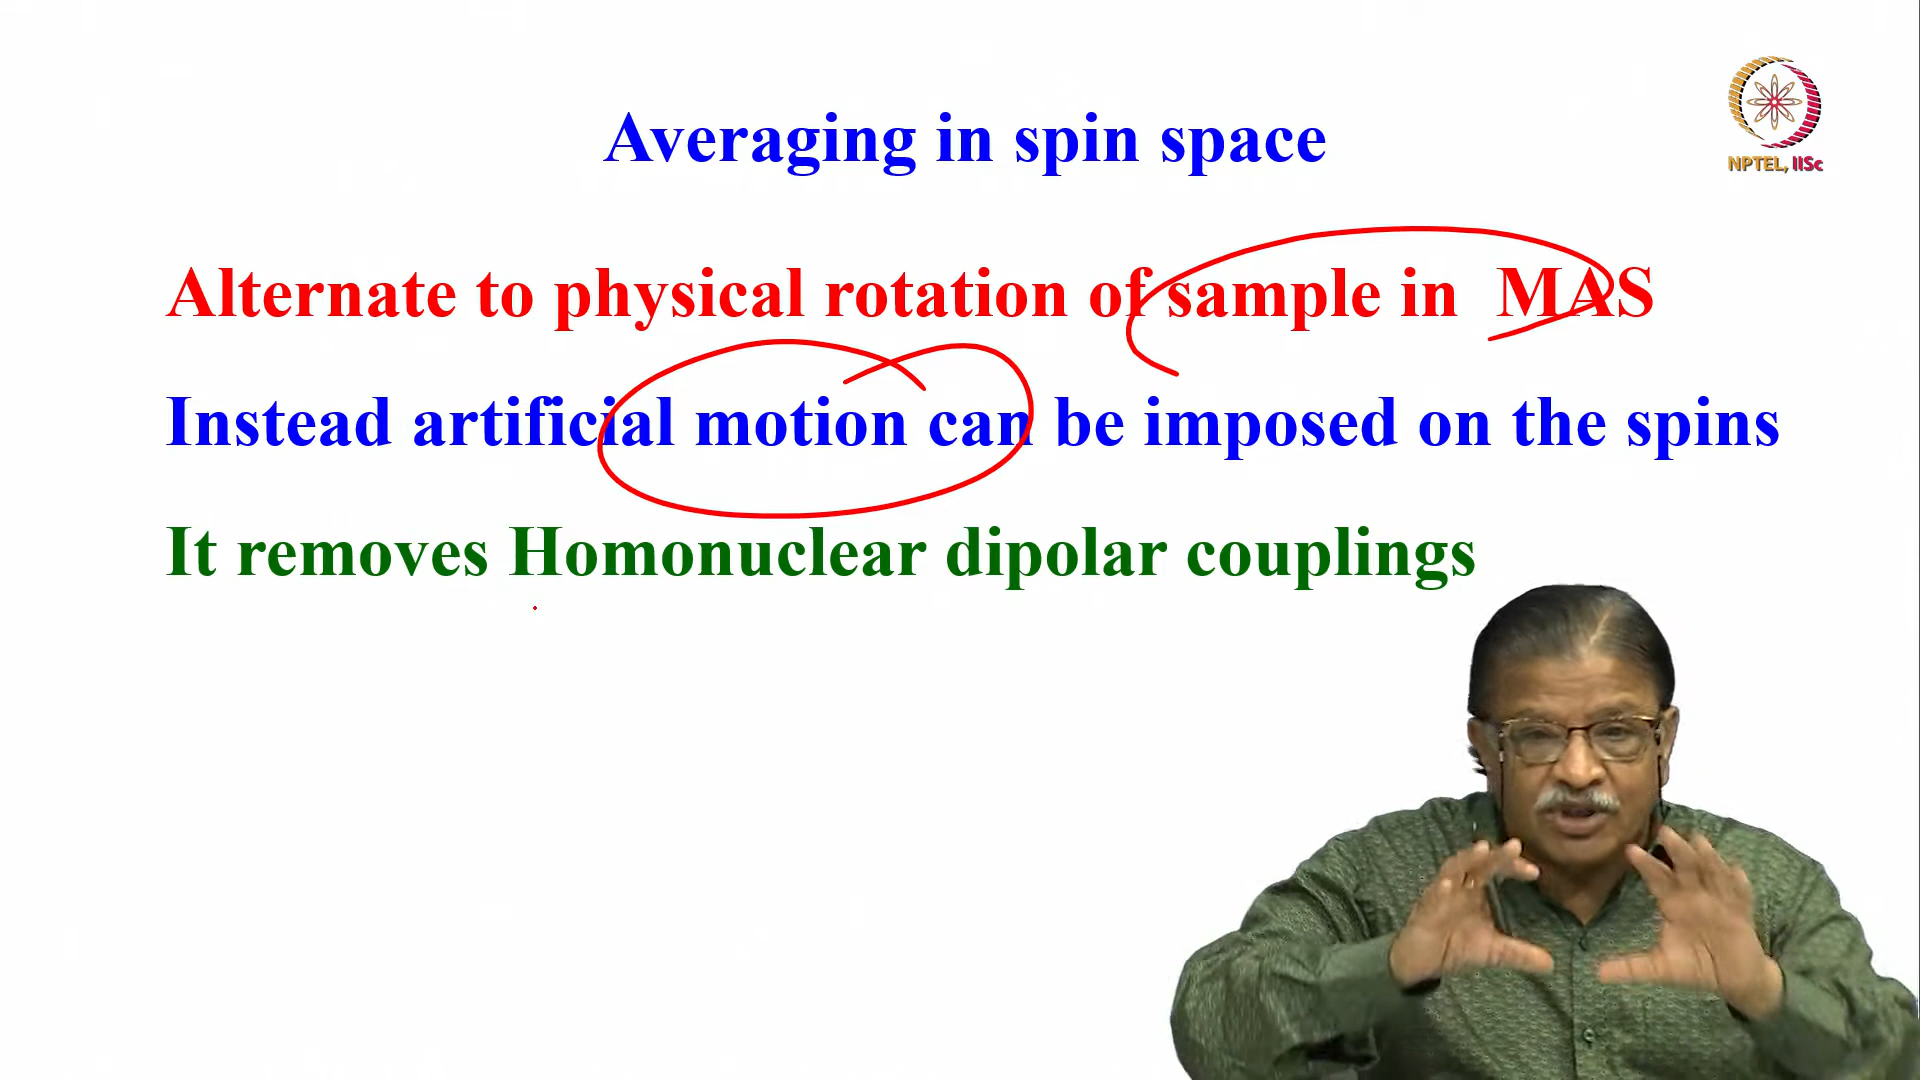 Averaging in spin space
NPTEL, IISc
Alternate to physical rotation of sample in MAS
Instead artificial motion can be imposed on the spins
It removes Homonuclear dipolar couplings